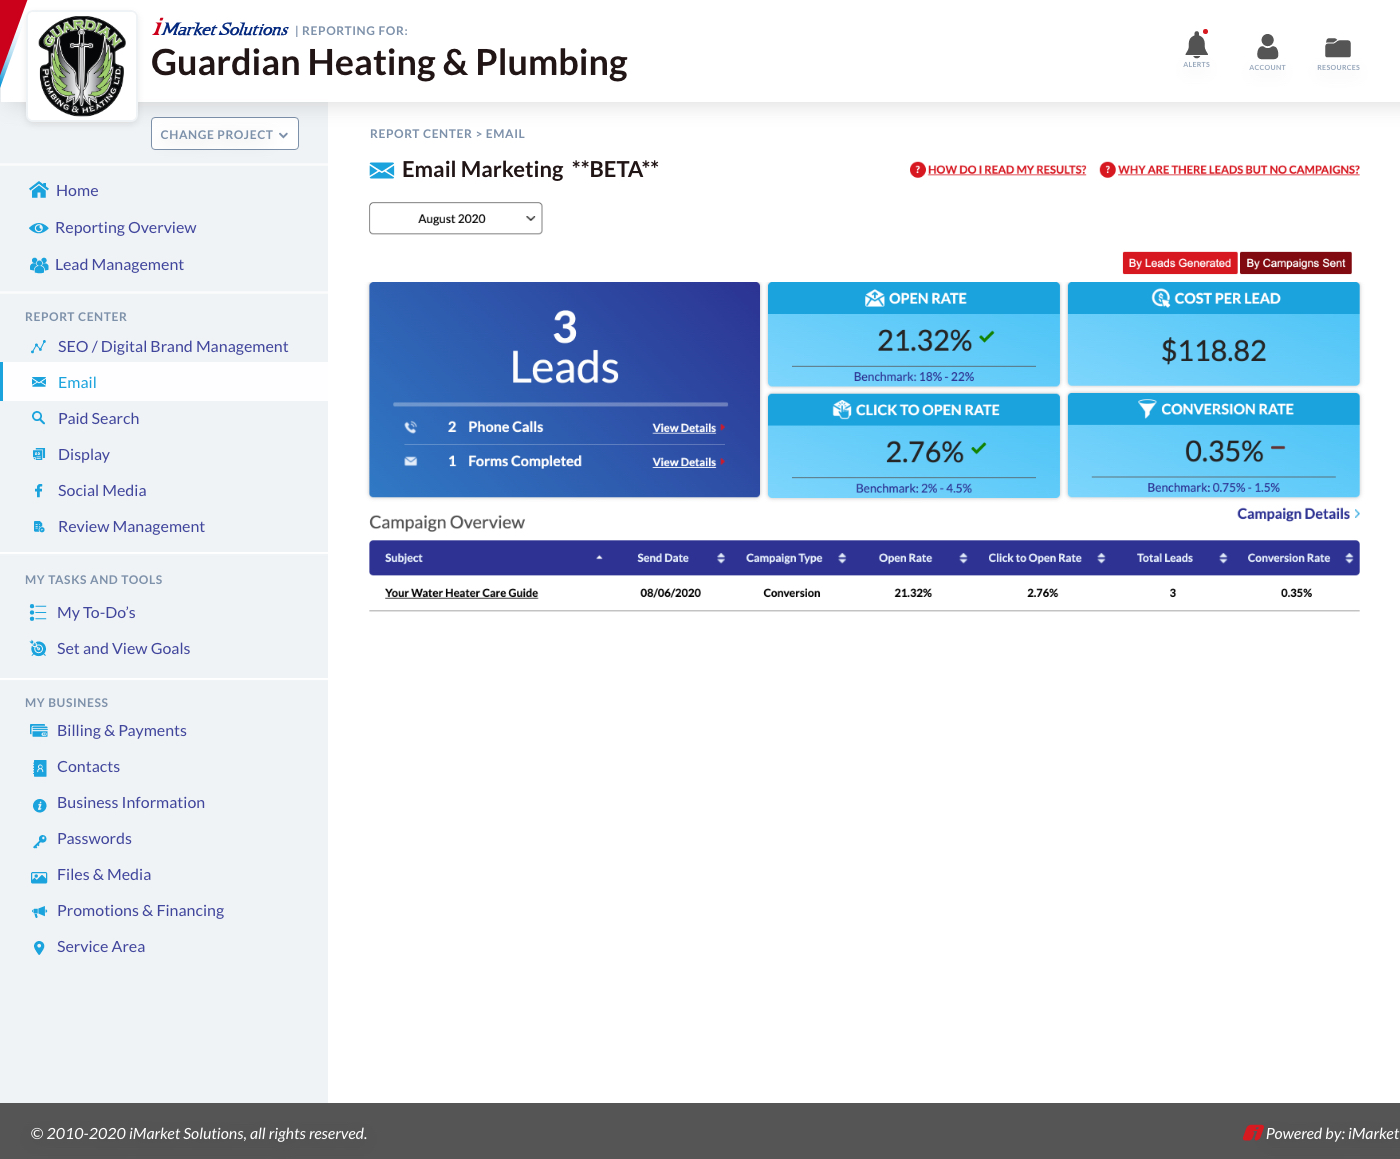 GUARDIAN
PLUMBING & HEATING LTD.
iMarket Solutions | REPORTING FOR:
Guardian Heating & Plumbing
ALERTS
ACCOUNT
RESOURCES
CHANGE PROJECT
Home
Reporting Overview
Lead Management
REPORT CENTER
SEO / Digital Brand Management
Email
Paid Search
Display
Social Media
Review Management
MY TASKS AND TOOLS
My To-Do's
Set and View Goals
MY BUSINESS
Billing & Payments
Contacts
Business Information
Passwords
Files & Media
Promotions & Financing
Service Area
REPORT CENTER > EMAIL
Email Marketing **BETA**
? HOW DO I READ MY RESULTS? ? WHY ARE THERE LEADS BUT NO CAMPAIGNS?
August 2020
By Leads Generated By Campaigns Sent
3
Leads
2 Phone Calls View Details
1 Forms Completed View Details
OPEN RATE
21.32%
Benchmark: 18% - 22%
COST PER LEAD
$118.82
CLICK TO OPEN RATE
2.76%
Benchmark: 2% - 4.5%
CONVERSION RATE
0.35% –
Benchmark: 0.75% - 1.5%
Campaign Overview
Campaign Details >
Subject Send Date Campaign Type Open Rate Click to Open Rate Total Leads Conversion Rate
Your Water Heater Care Guide 08/06/2020 Conversion 21.32% 2.76% 3 0.35%
© 2010-2020 iMarket Solutions, all rights reserved.
Powered by: iMarket